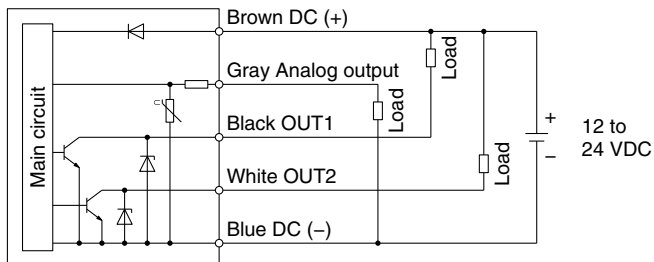 Brown DC (+)
Gray Analog output
Black OUT1
White OUT2
Blue DC (−)
Main circuit
Load
Load
Load
+
−
12 to
24 VDC